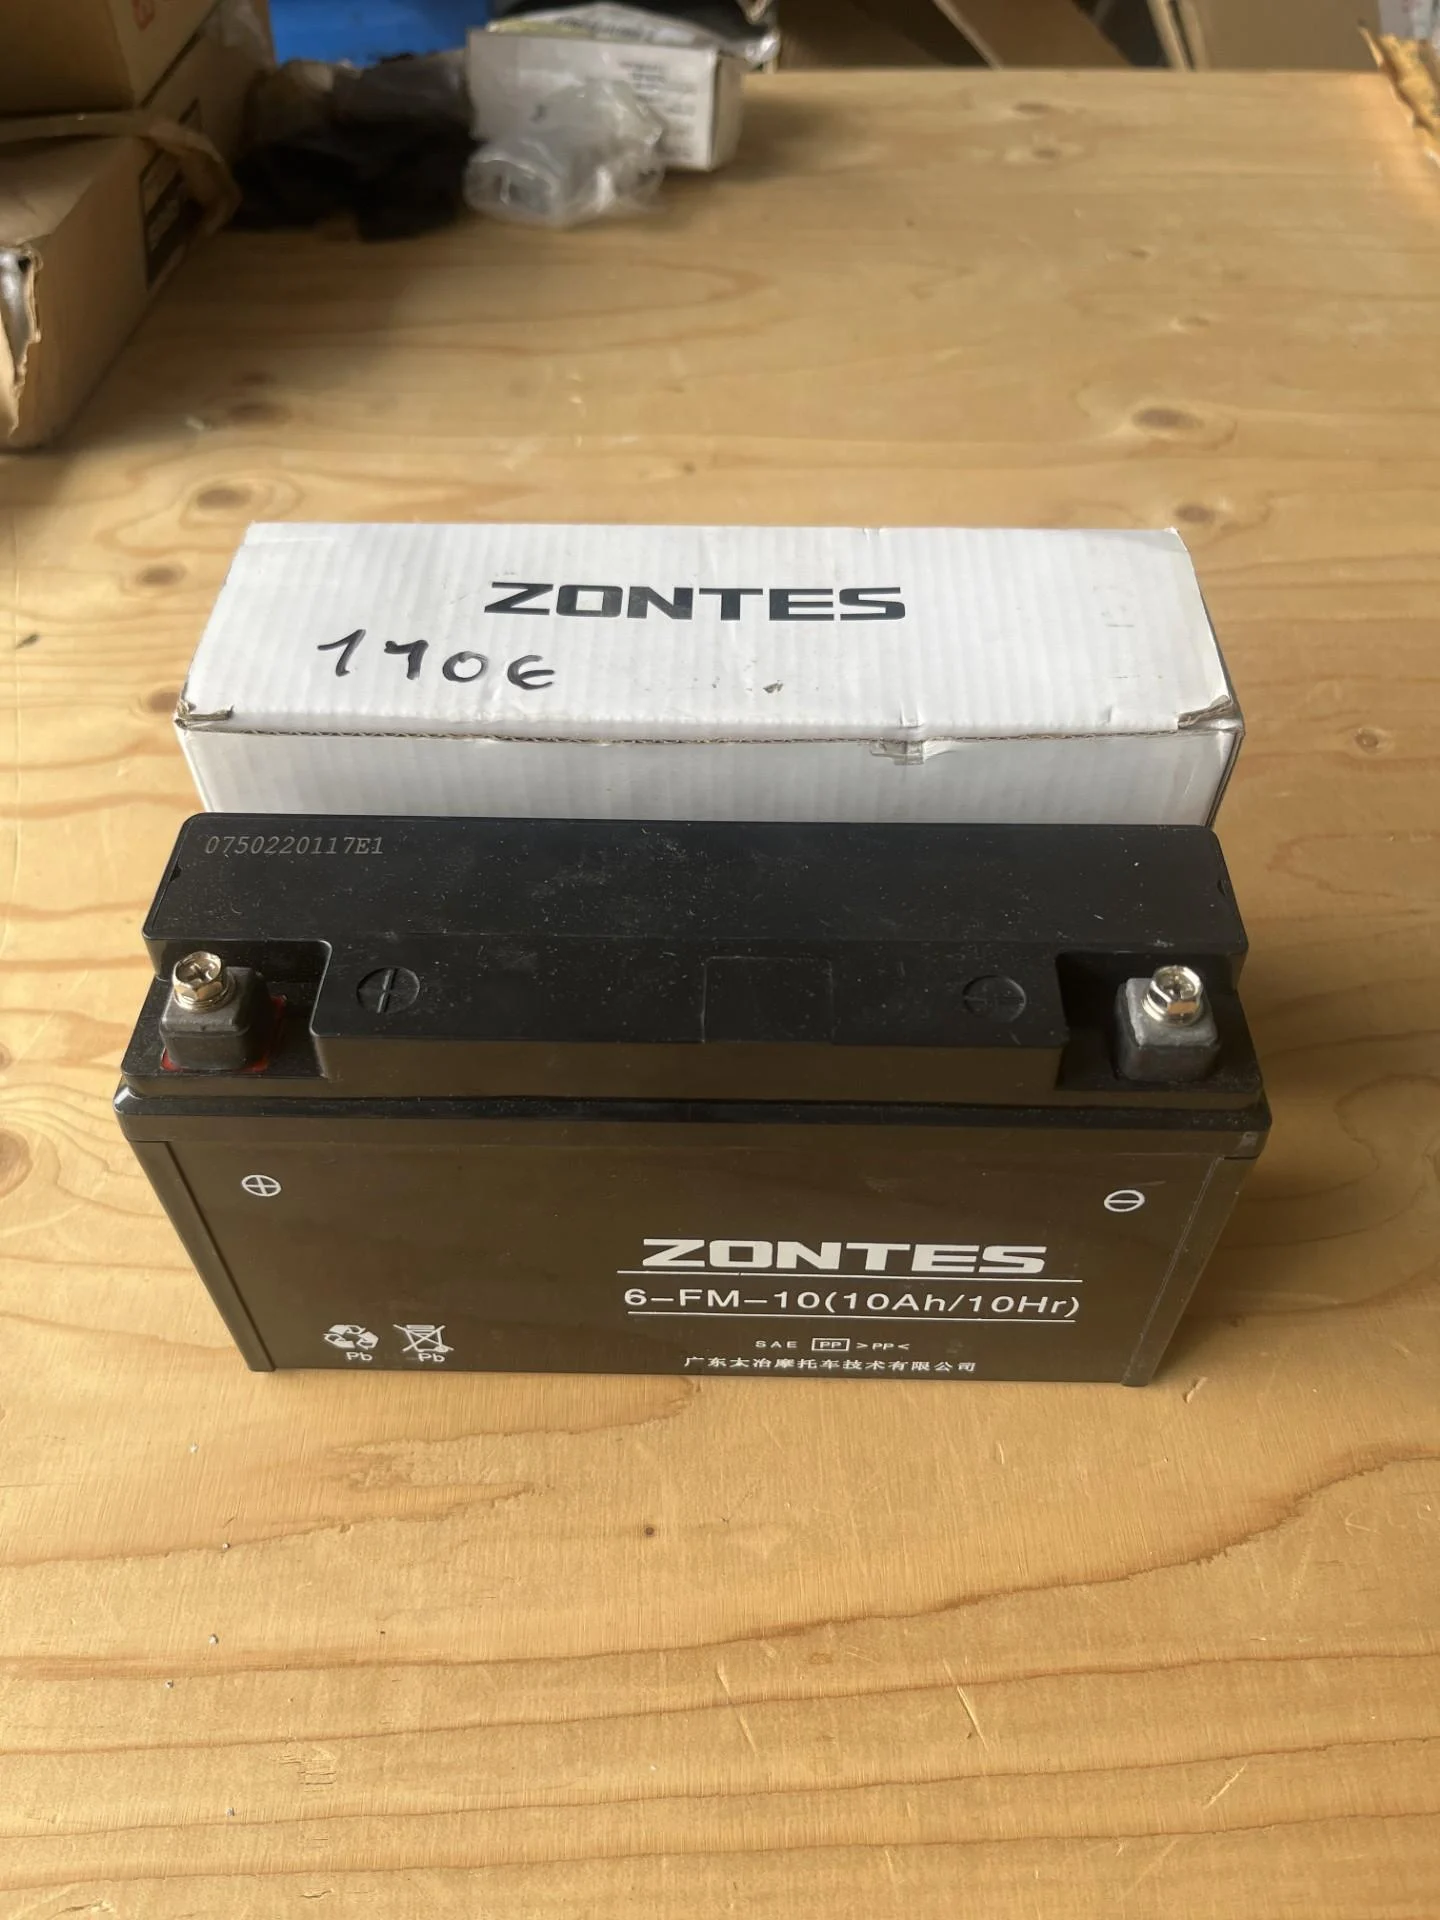 ZONTES
170€
0750220117E1
ZONTES
6-FM-10(10Ah/10Hr)
Pb Pb
SAE PP >PP<
广东大冶摩托车技术有限公司